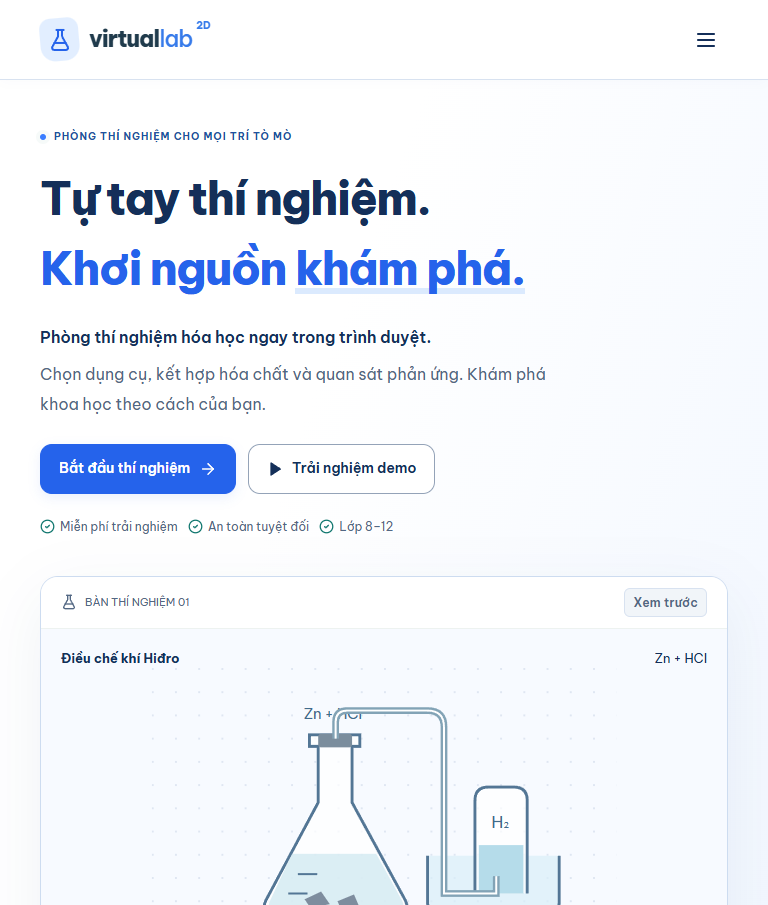 virtuallab 2D
PHÒNG THÍ NGHIỆM CHO MỌI TRÍ TÒ MÒ
Tự tay thí nghiệm.
Khơi nguồn khám phá.
Phòng thí nghiệm hóa học ngay trong trình duyệt.
Chọn dụng cụ, kết hợp hóa chất và quan sát phản ứng. Khám phá
khoa học theo cách của bạn.
Bắt đầu thí nghiệm
Trải nghiệm demo
Miễn phí trải nghiệm
An toàn tuyệt đối
Lớp 8–12
BÀN THÍ NGHIỆM 01
Xem trước
Điều chế khí Hiđro
Zn + HCl
Zn + HCl
H₂